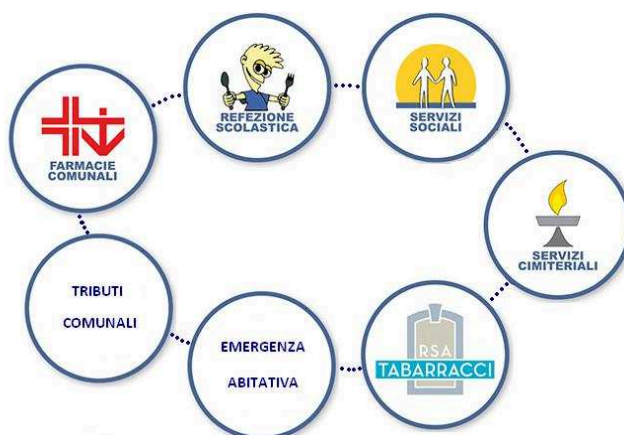 REFEZIONE
SCOLASTICA
SERVIZI
SOCIALI
FARMACIE
COMUNALI
SERVIZI
CIMITERIALI
TRIBUTI
COMUNALI
EMERGENZA
ABITATIVA
RSA
TABARRACCI